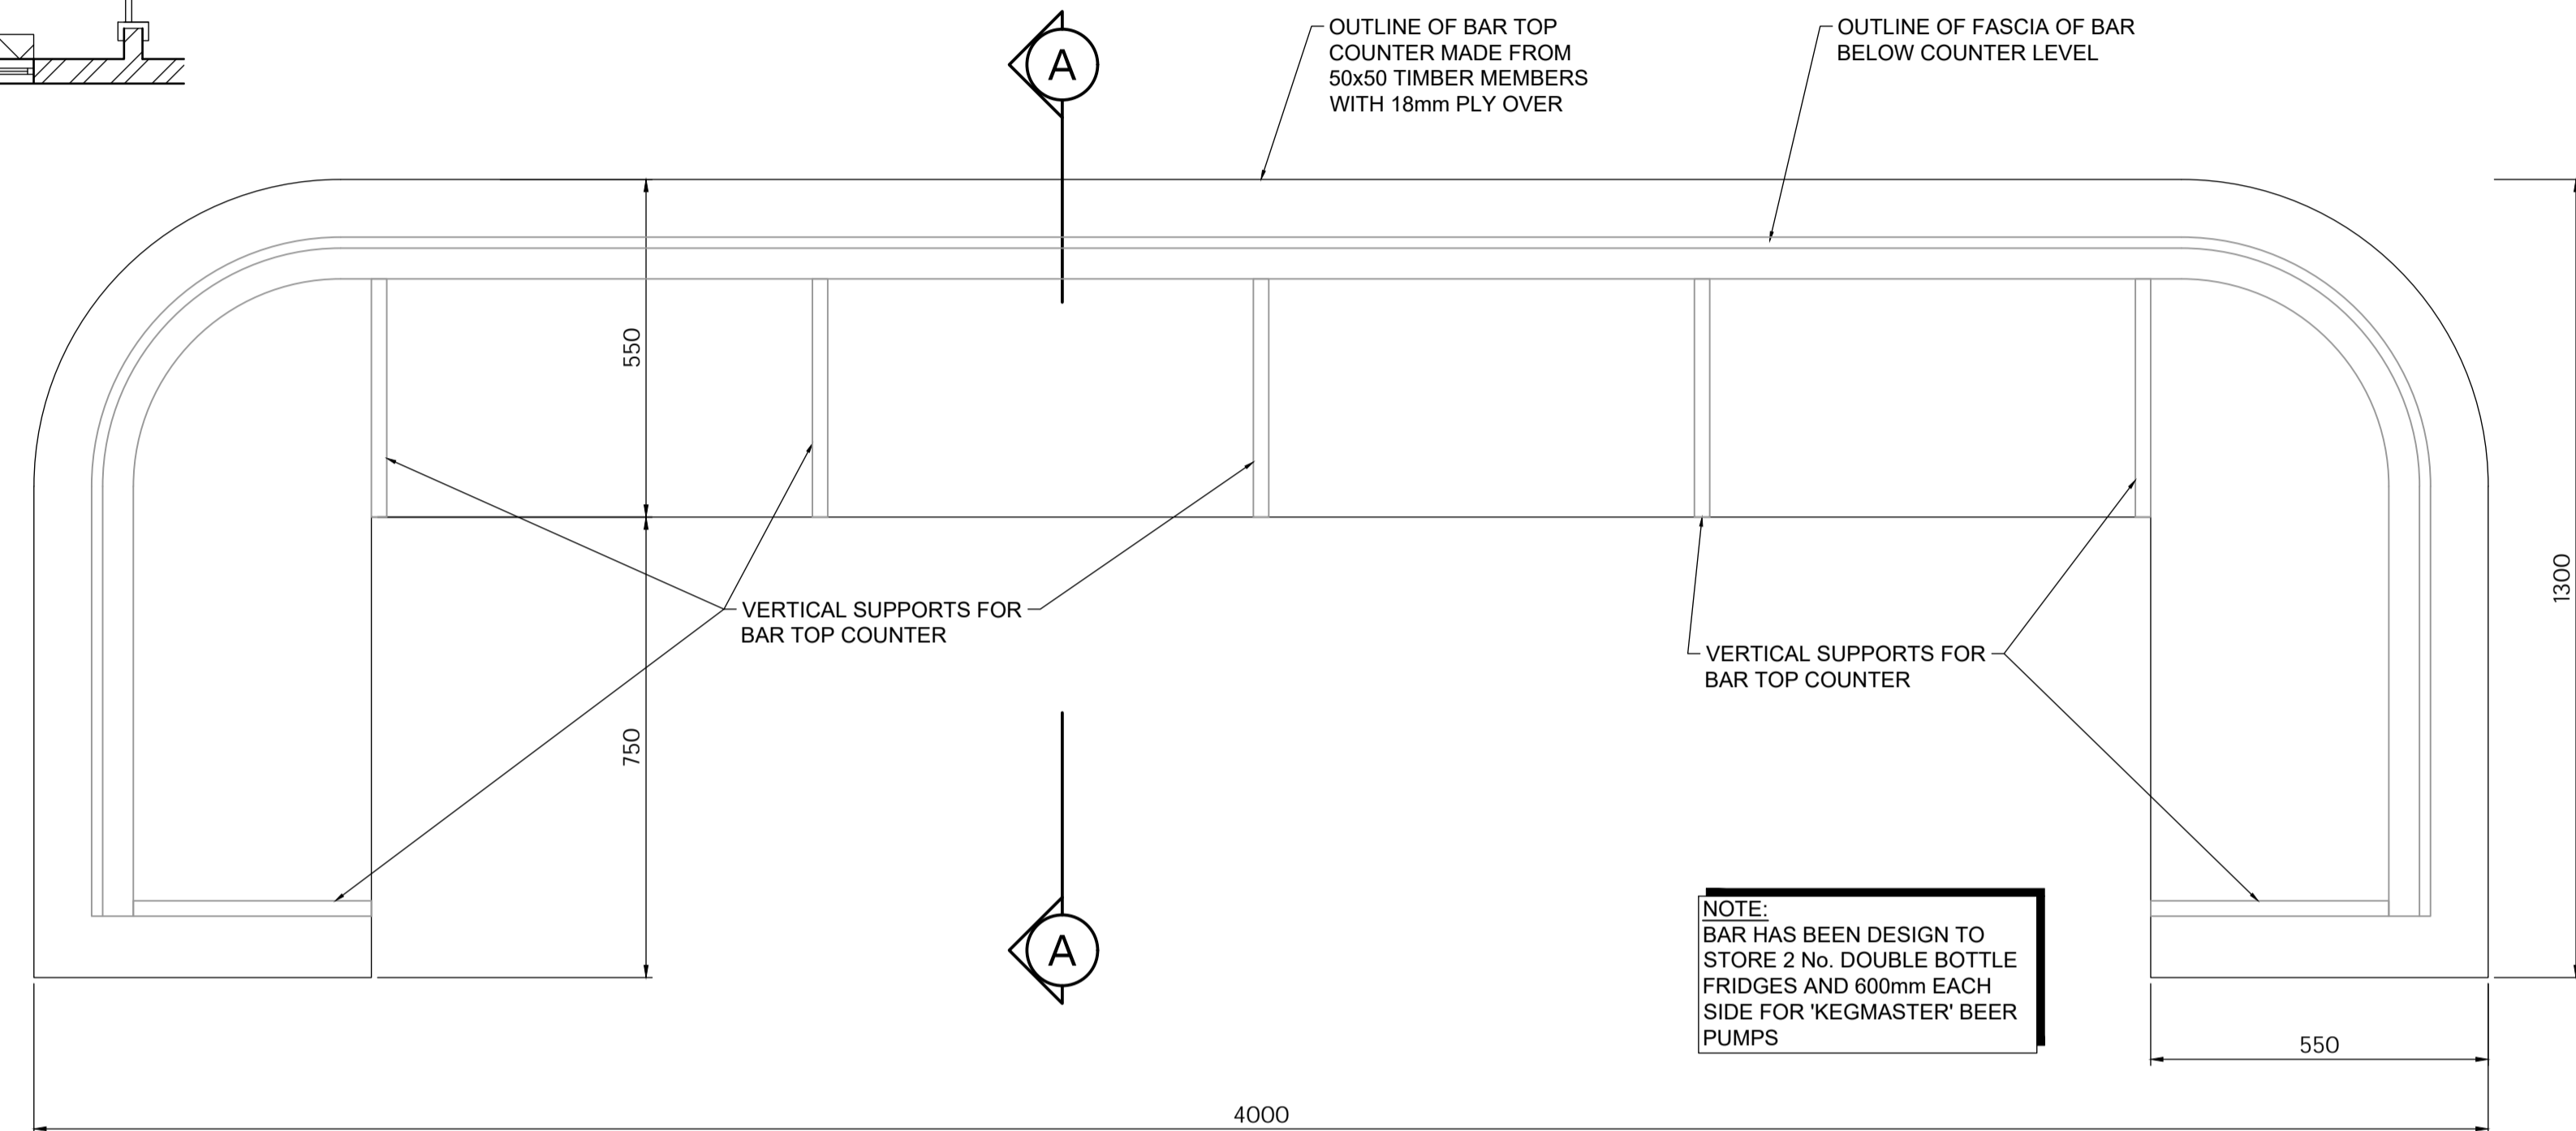 A
OUTLINE OF BAR TOP
COUNTER MADE FROM
50x50 TIMBER MEMBERS
WITH 18mm PLY OVER
OUTLINE OF FASCIA OF BAR
BELOW COUNTER LEVEL
550
1300
VERTICAL SUPPORTS FOR
BAR TOP COUNTER
VERTICAL SUPPORTS FOR
BAR TOP COUNTER
750
A
NOTE:
BAR HAS BEEN DESIGN TO
STORE 2 No. DOUBLE BOTTLE
FRIDGES AND 600mm EACH
SIDE FOR 'KEGMASTER' BEER
PUMPS
550
4000